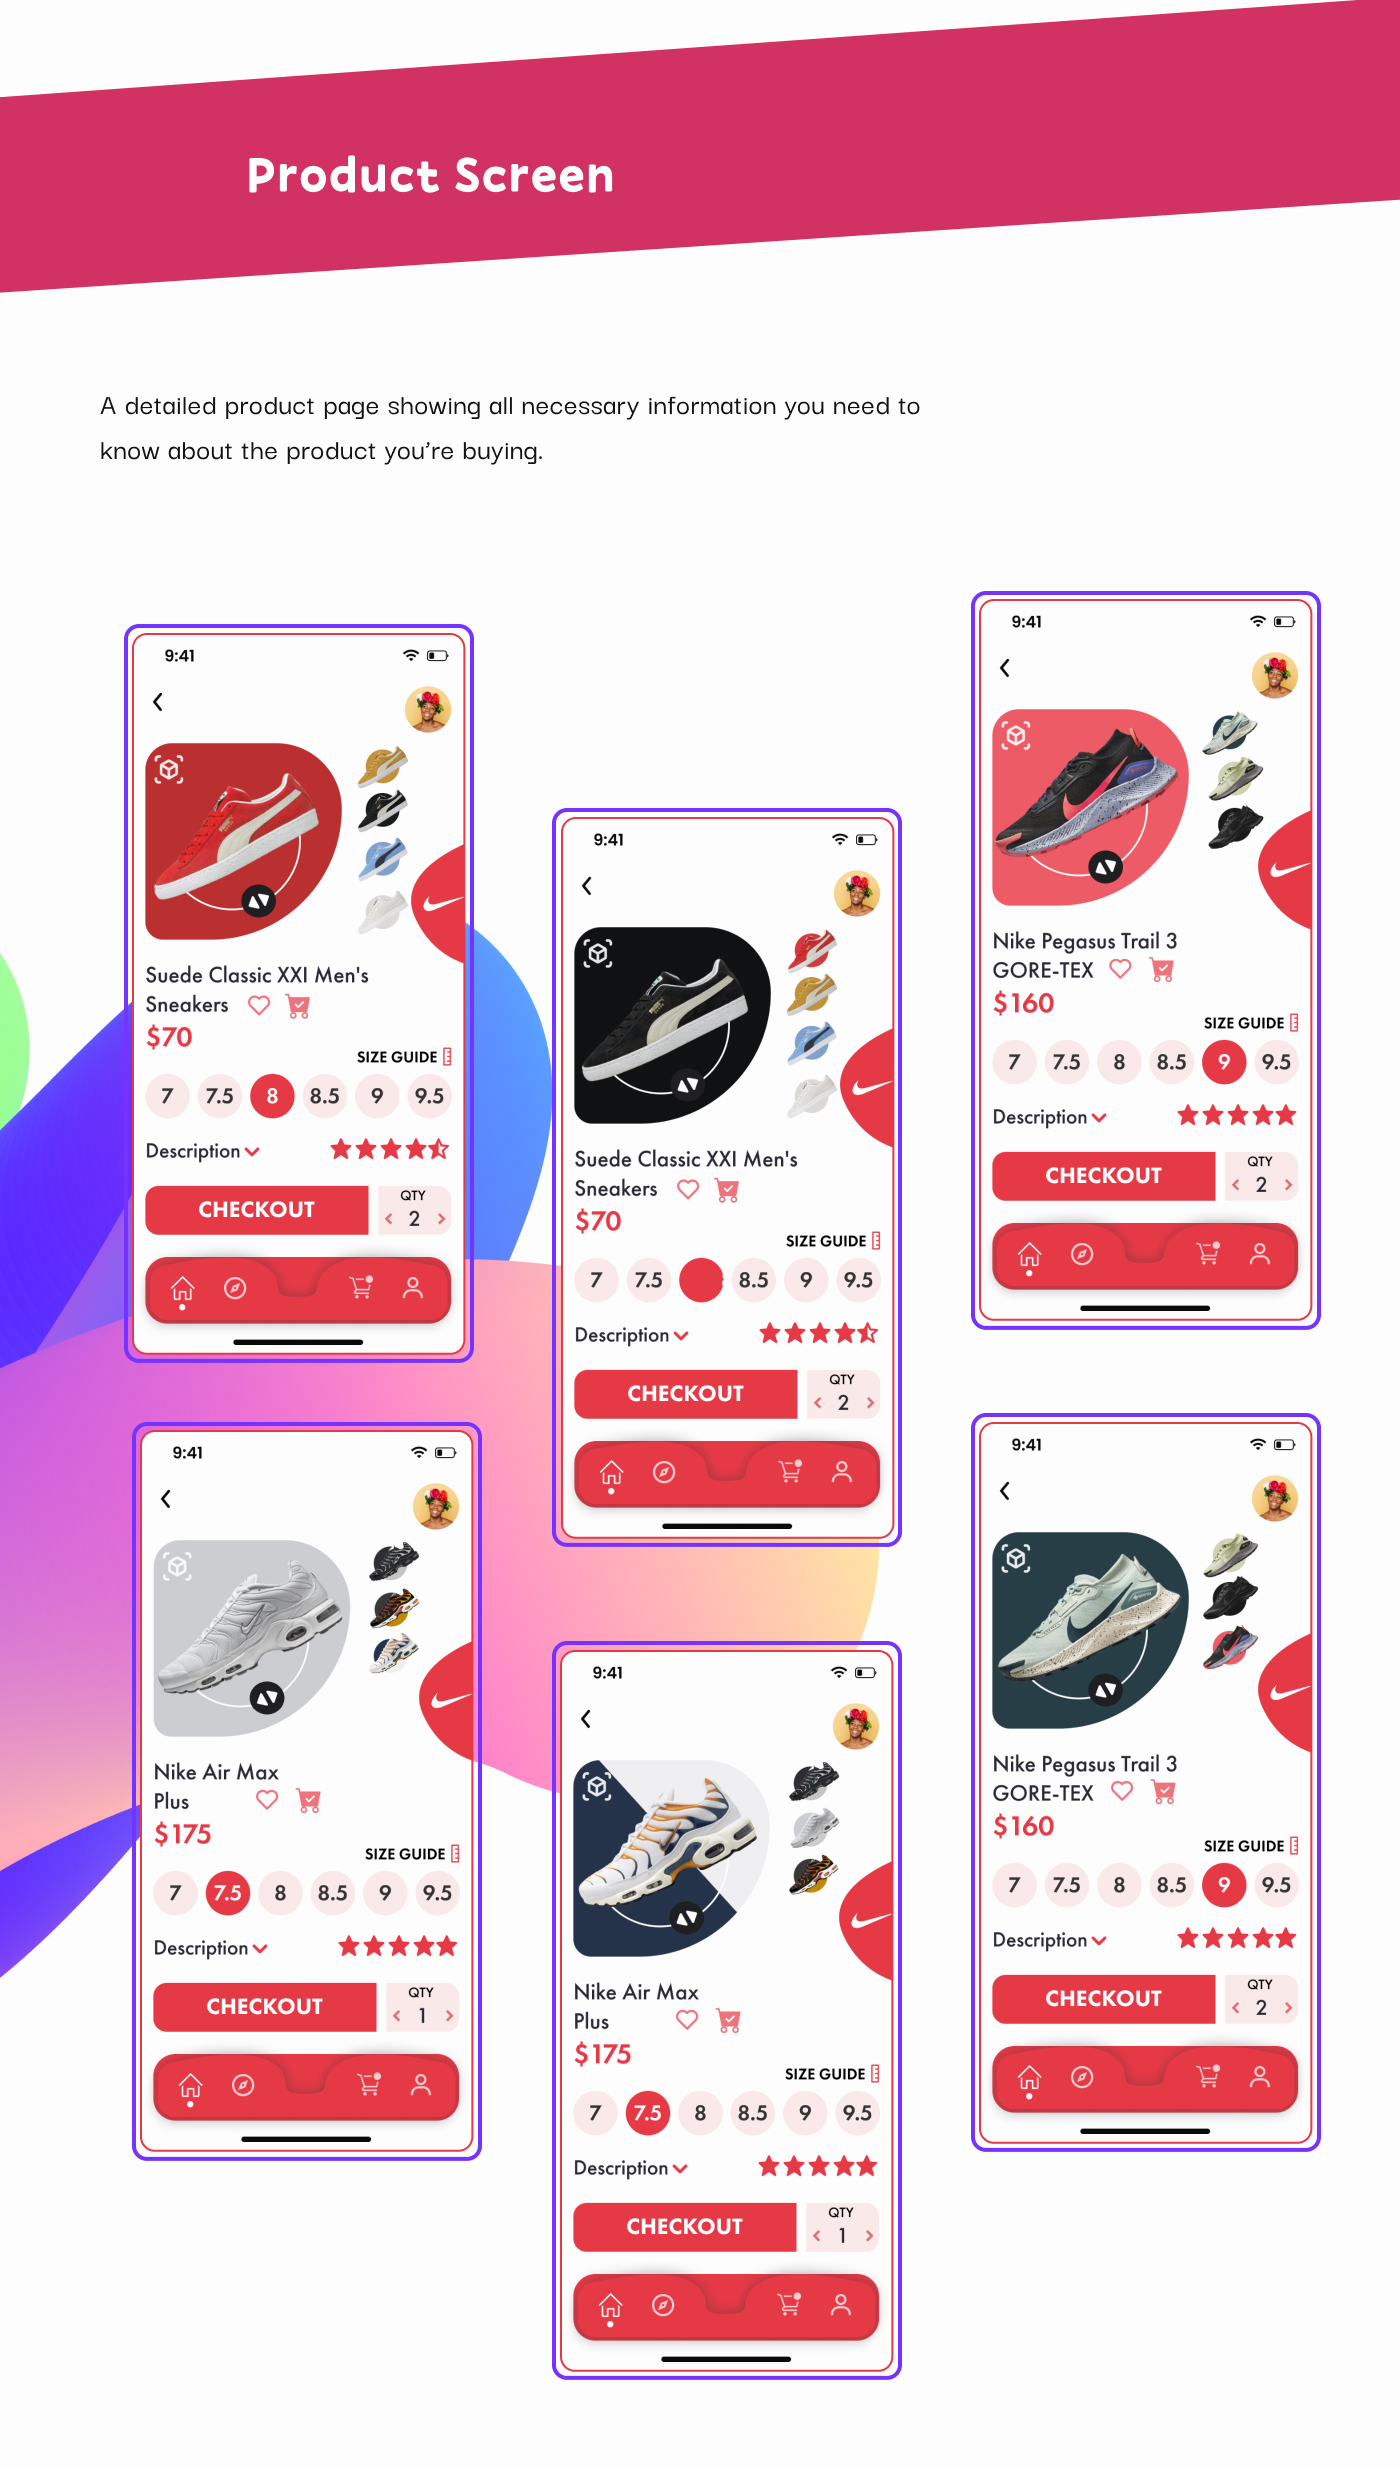 Product Screen
A detailed product page showing all necessary information you need to
know about the product you're buying.
9:41
Suede Classic XXI Men's
Sneakers
$70
SIZE GUIDE
7 7.5 8 8.5 9 9.5
Description
CHECKOUT
QTY
2
9:41
Suede Classic XXI Men's
Sneakers
$70
SIZE GUIDE
7 7.5 8.5 9 9.5
Description
CHECKOUT
QTY
2
9:41
Nike Pegasus Trail 3
GORE-TEX
$160
SIZE GUIDE
7 7.5 8 8.5 9 9.5
Description
CHECKOUT
QTY
2
9:41
Nike Air Max
Plus
$175
SIZE GUIDE
7 7.5 8 8.5 9 9.5
Description
CHECKOUT
QTY
1
9:41
Nike Air Max
Plus
$175
SIZE GUIDE
7 7.5 8 8.5 9 9.5
Description
CHECKOUT
QTY
1
9:41
Nike Pegasus Trail 3
GORE-TEX
$160
SIZE GUIDE
7 7.5 8 8.5 9 9.5
Description
CHECKOUT
QTY
2